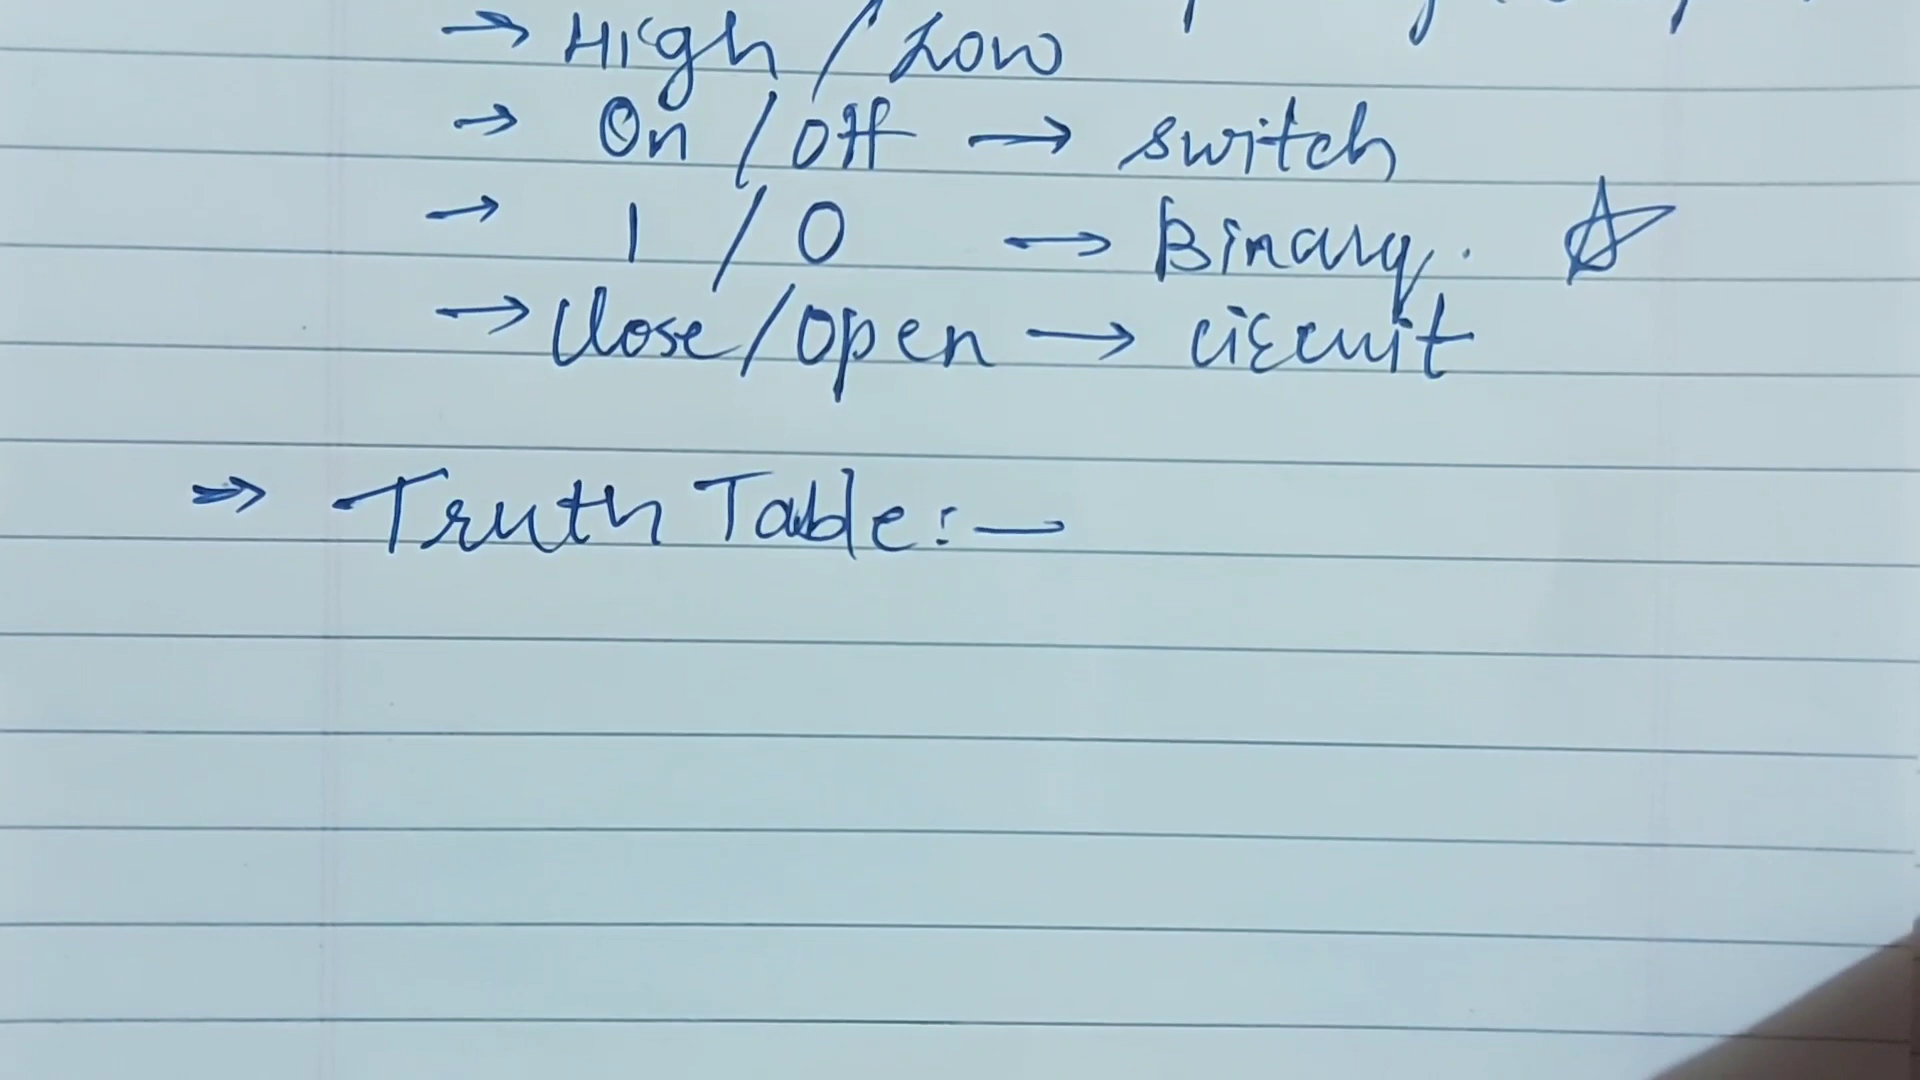 → High / Low
→ On / Off → switch
→ 1 / 0 → Binary. ☆
→ Close / Open → circuit
⇒ Truth Table :—